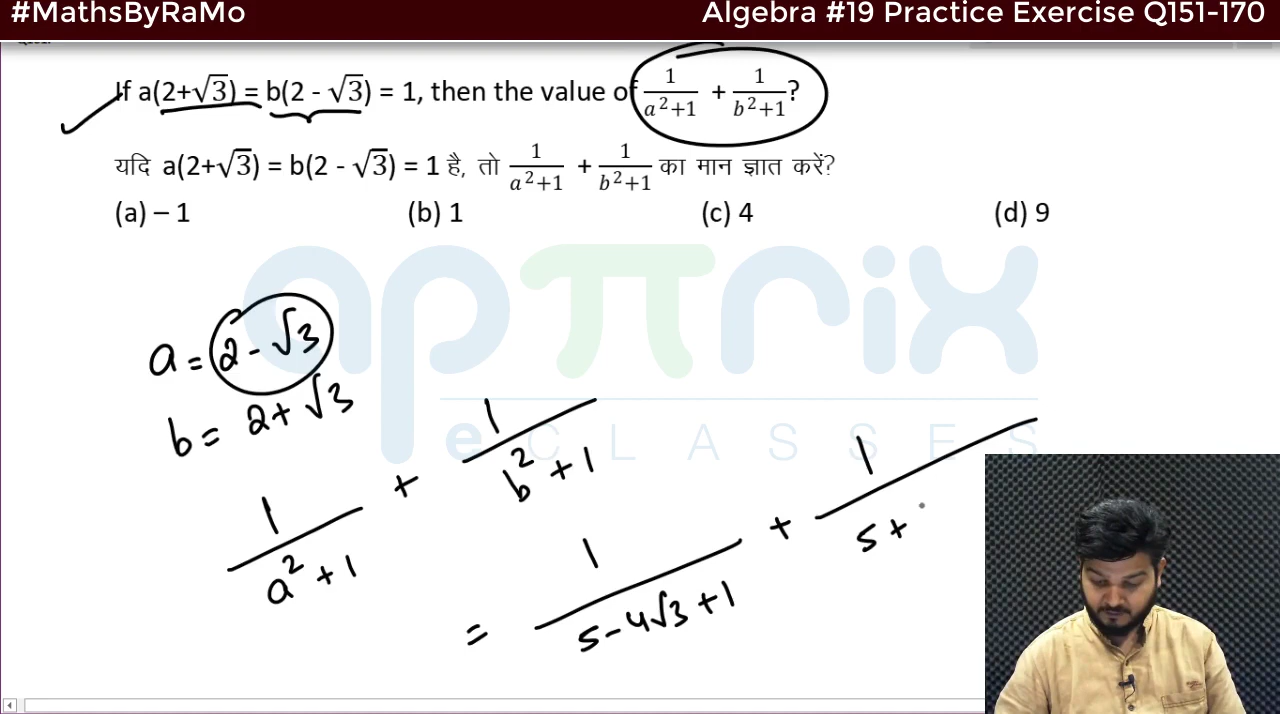 #MathsByRaMo
Algebra #19 Practice Exercise Q151-170
If a(2+√3) = b(2 - √3) = 1, then the value of 1/(a²+1) + 1/(b²+1)?
यदि a(2+√3) = b(2 - √3) = 1 है, तो 1/(a²+1) + 1/(b²+1) का मान ज्ञात करें?
(a) – 1 (b) 1 (c) 4 (d) 9
apπrix
eCLASSES
a = 2 - √3
b = 2 + √3
1/(a² + 1) + 1/(b² + 1)
= 1/(5 - 4√3 + 1) + 1/(5 +